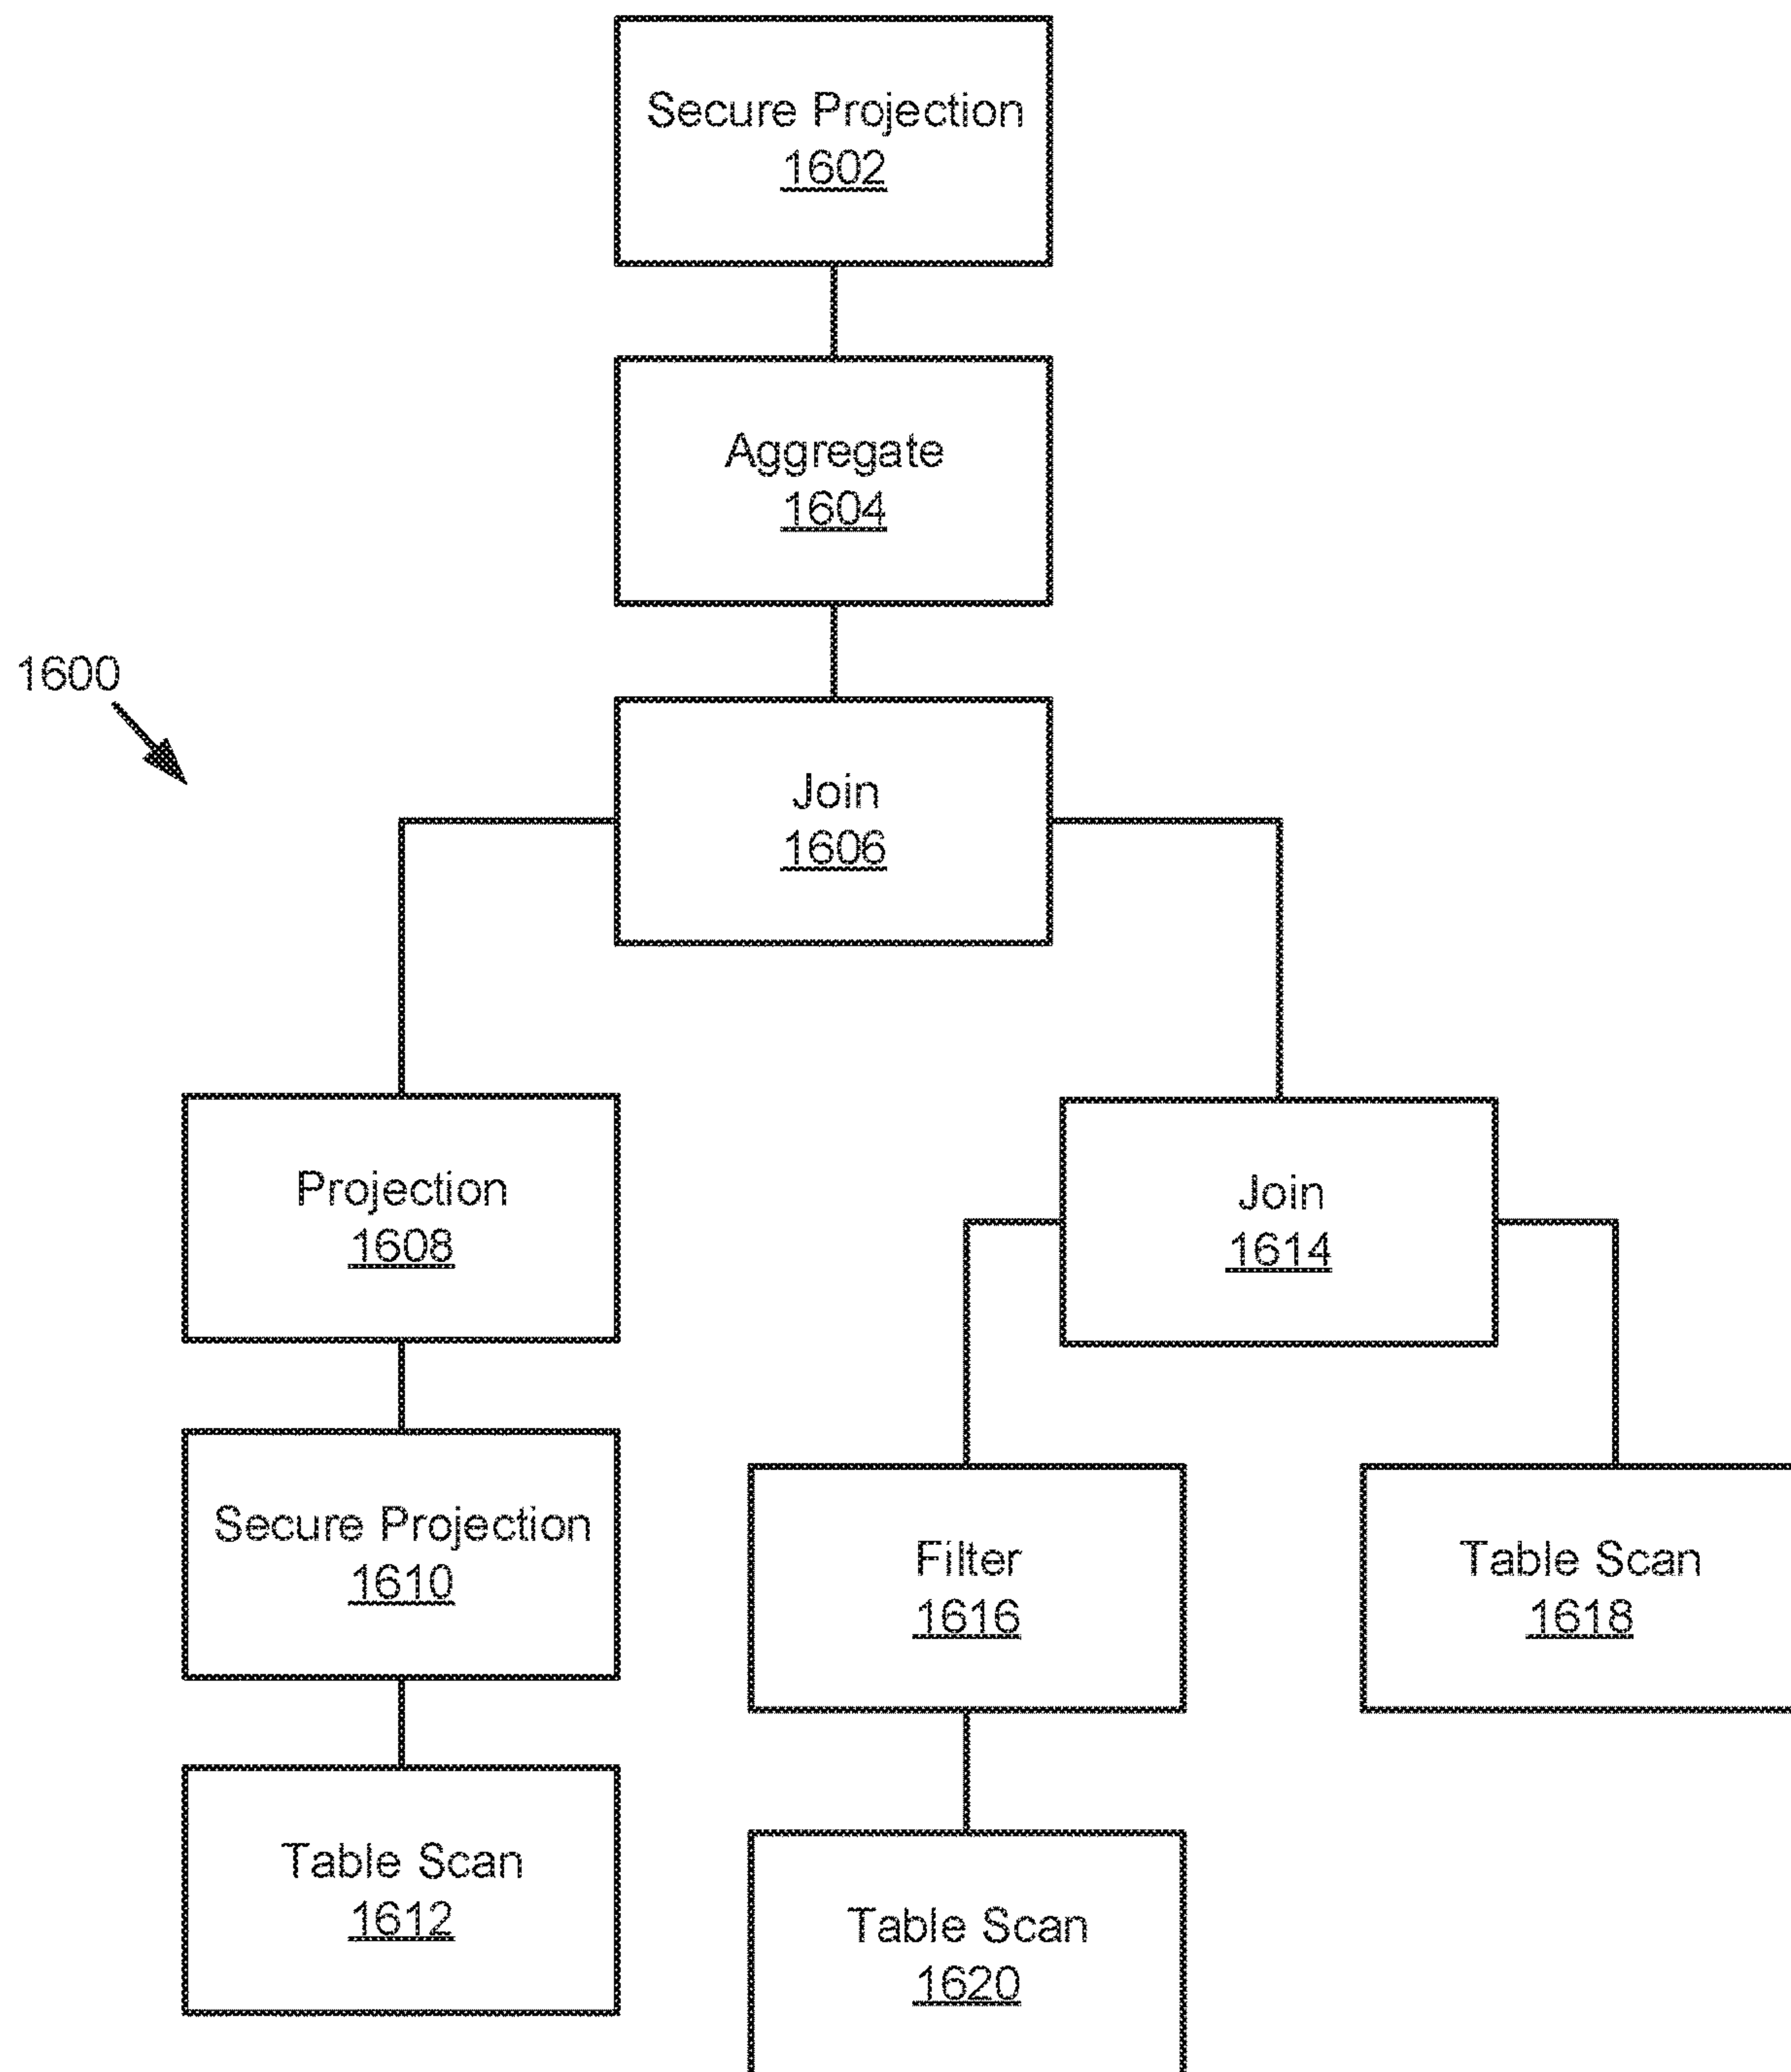 Secure Projection
1602
Aggregate
1604
1600
Join
1606
Projection
1608
Join
1614
Secure Projection
1610
Filter
1616
Table Scan
1618
Table Scan
1612
Table Scan
1620